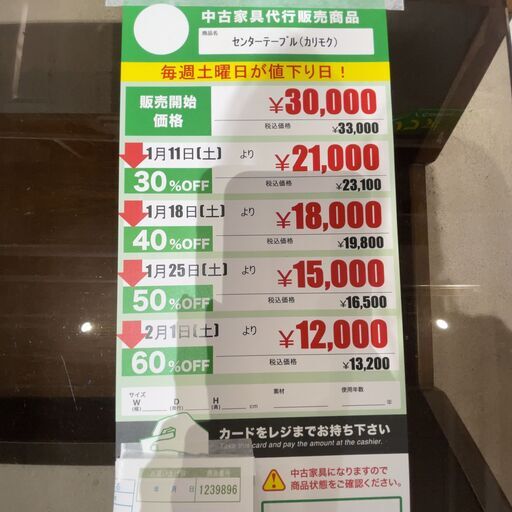 中古家具代行販売商品
商品名
センターテーブル(カリモク)
毎週土曜日が値下り日！
販売開始
価格
¥30,000
税込価格 ¥33,000
1月11日(土) より
¥21,000
30%OFF
税込価格 ¥23,100
1月18日(土) より
¥18,000
40%OFF
税込価格 ¥19,800
1月25日(土) より
¥15,000
50%OFF
税込価格 ¥16,500
2月1日(土) より
¥12,000
60%OFF
税込価格 ¥13,200
サイズ 素材 使用年数
W D H
(幅) (奥行) (高) cm 年
カードをレジまでお持ち下さい
Take this card and pay the amount at the cashier.
年 月 日
1239896
中古家具になりますので
商品状態をご確認ください。